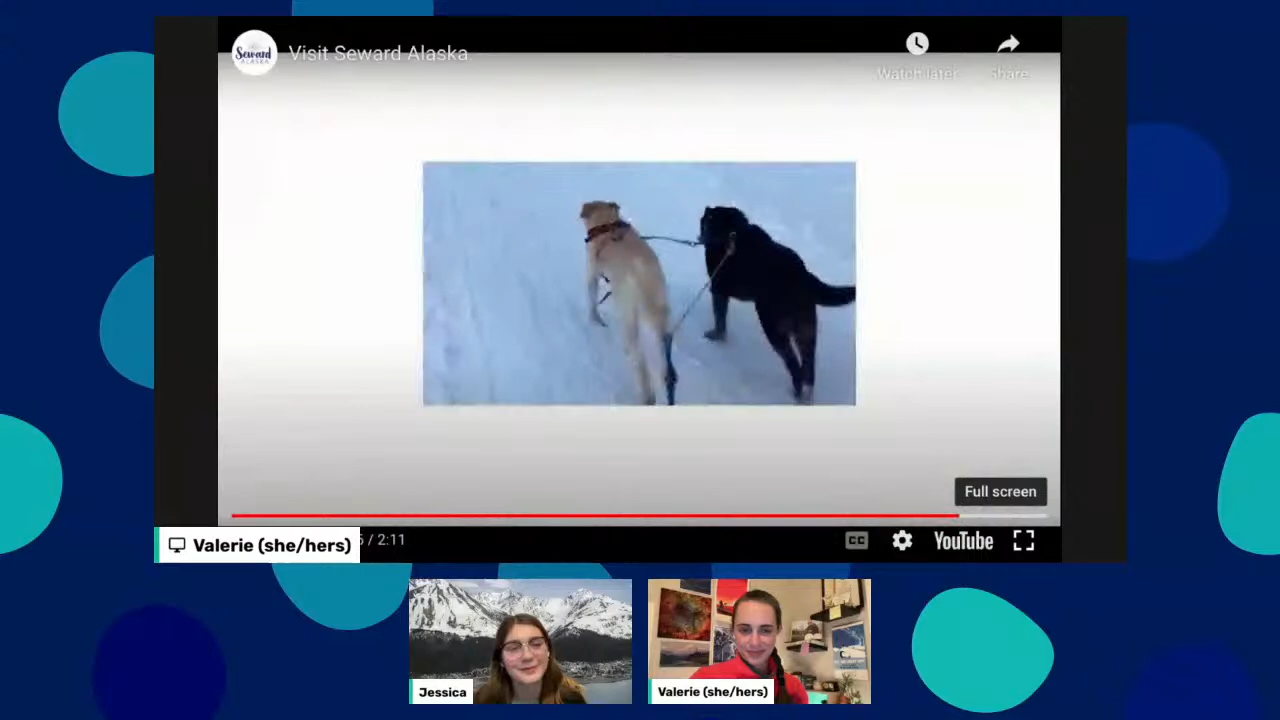 Seward
ALASKA
Visit Seward Alaska
Watch later
Share
Full screen
/ 2:11
CC
YouTube
Valerie (she/hers)
Jessica
Valerie (she/hers)